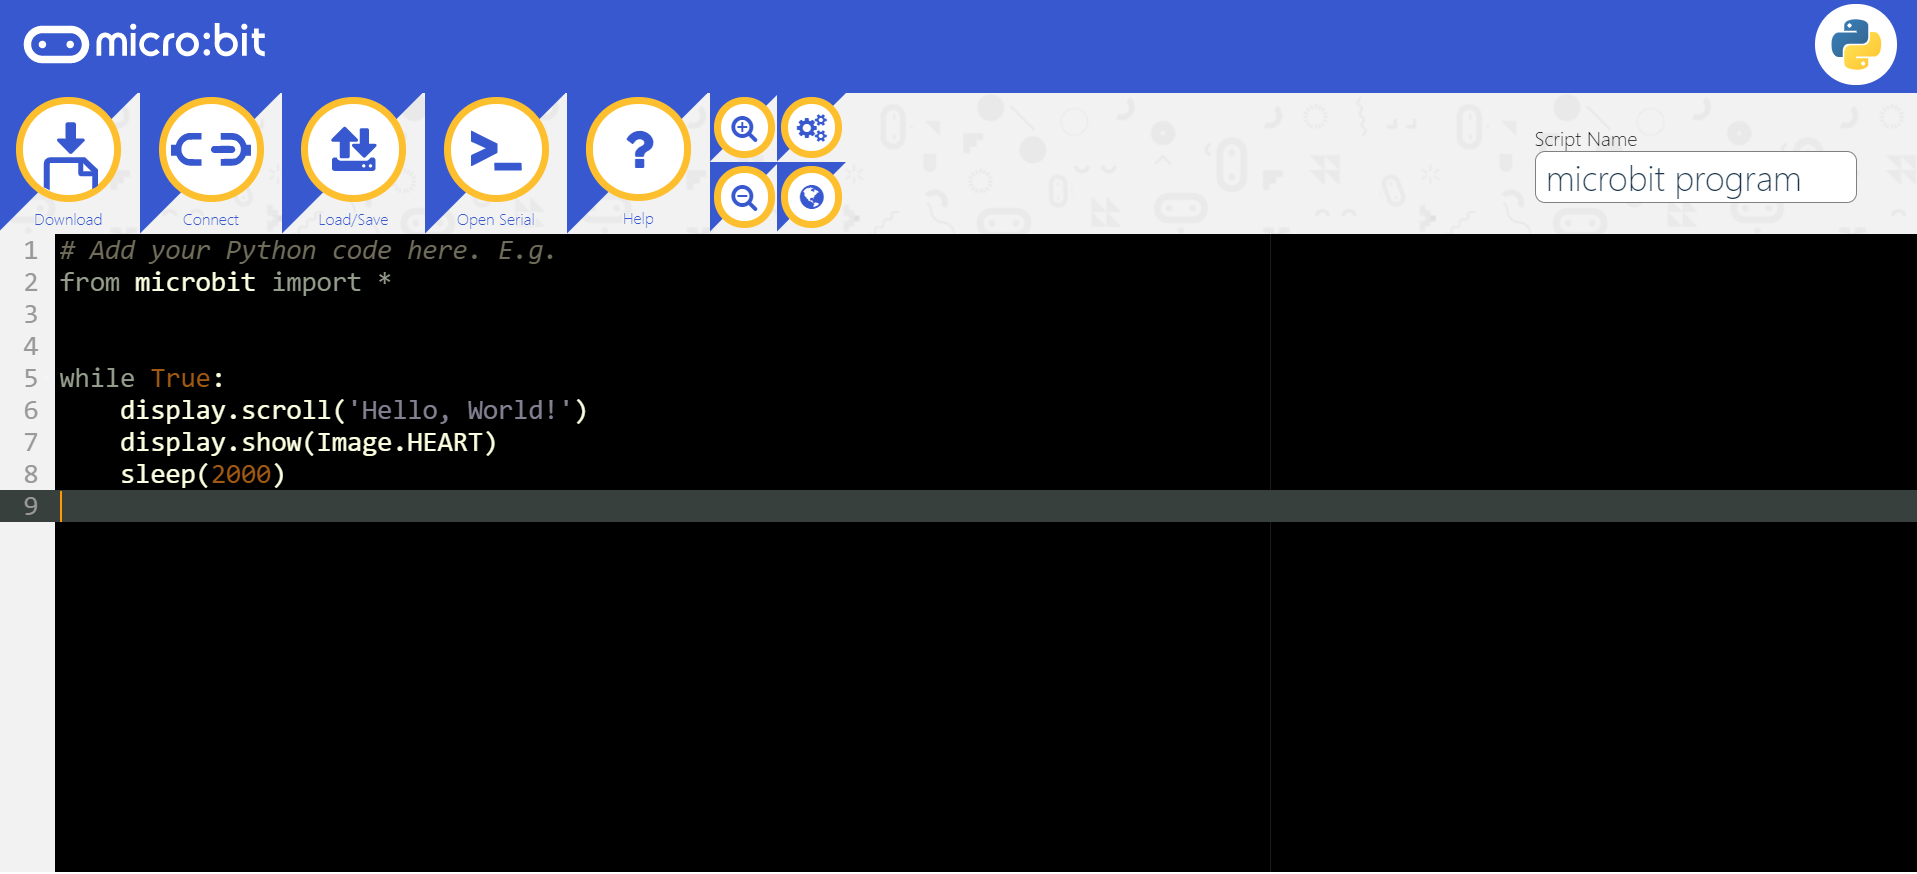 micro:bit
Script Name
microbit program
Download
Connect
Load/Save
Open Serial
Help
1 # Add your Python code here. E.g.
2 from microbit import *
3
4
5 while True:
6     display.scroll('Hello, World!')
7     display.show(Image.HEART)
8     sleep(2000)
9